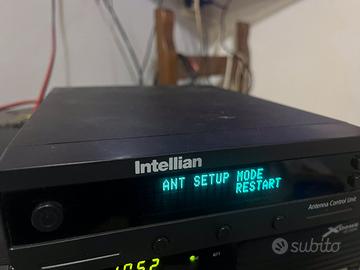 Intellian
ANT SETUP MODE
RESTART
Antenna Control Unit
subito